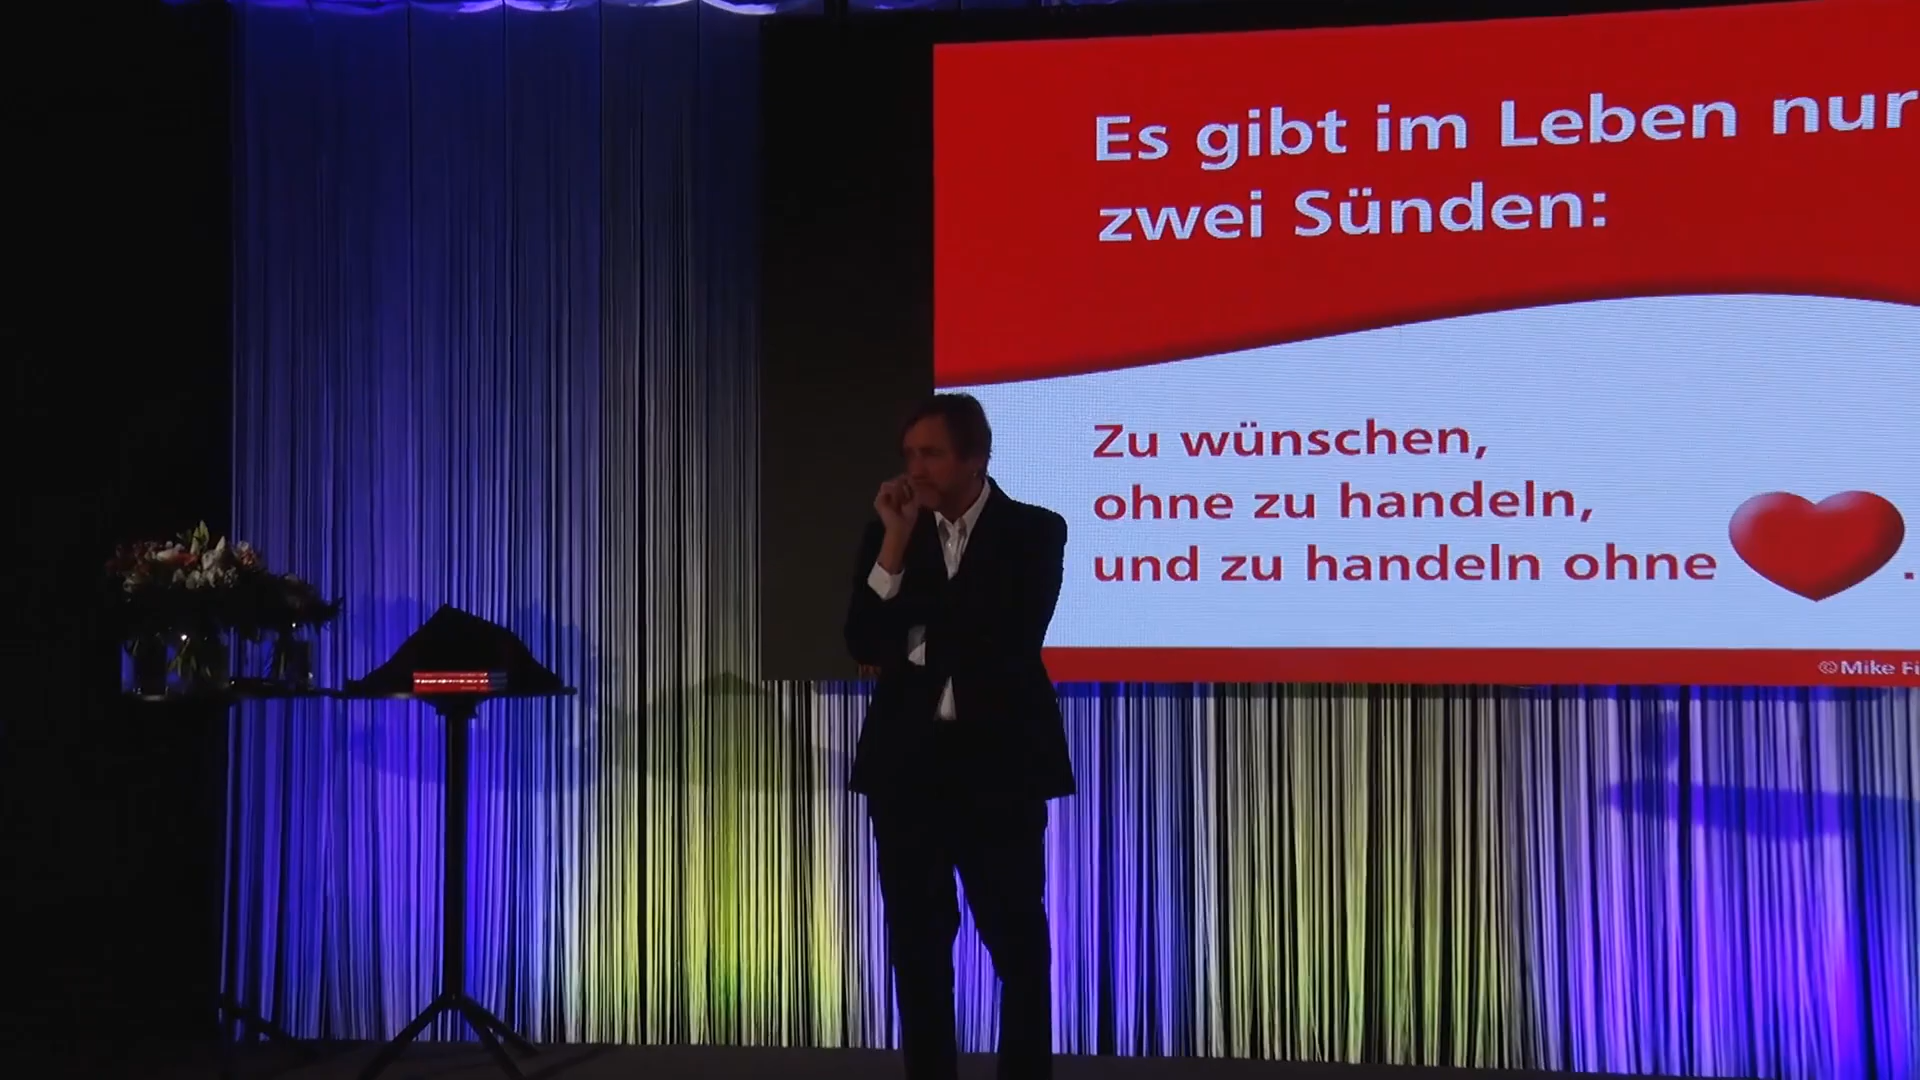 Es gibt im Leben nur
zwei Sünden:
Zu wünschen,
ohne zu handeln,
und zu handeln ohne .
©Mike